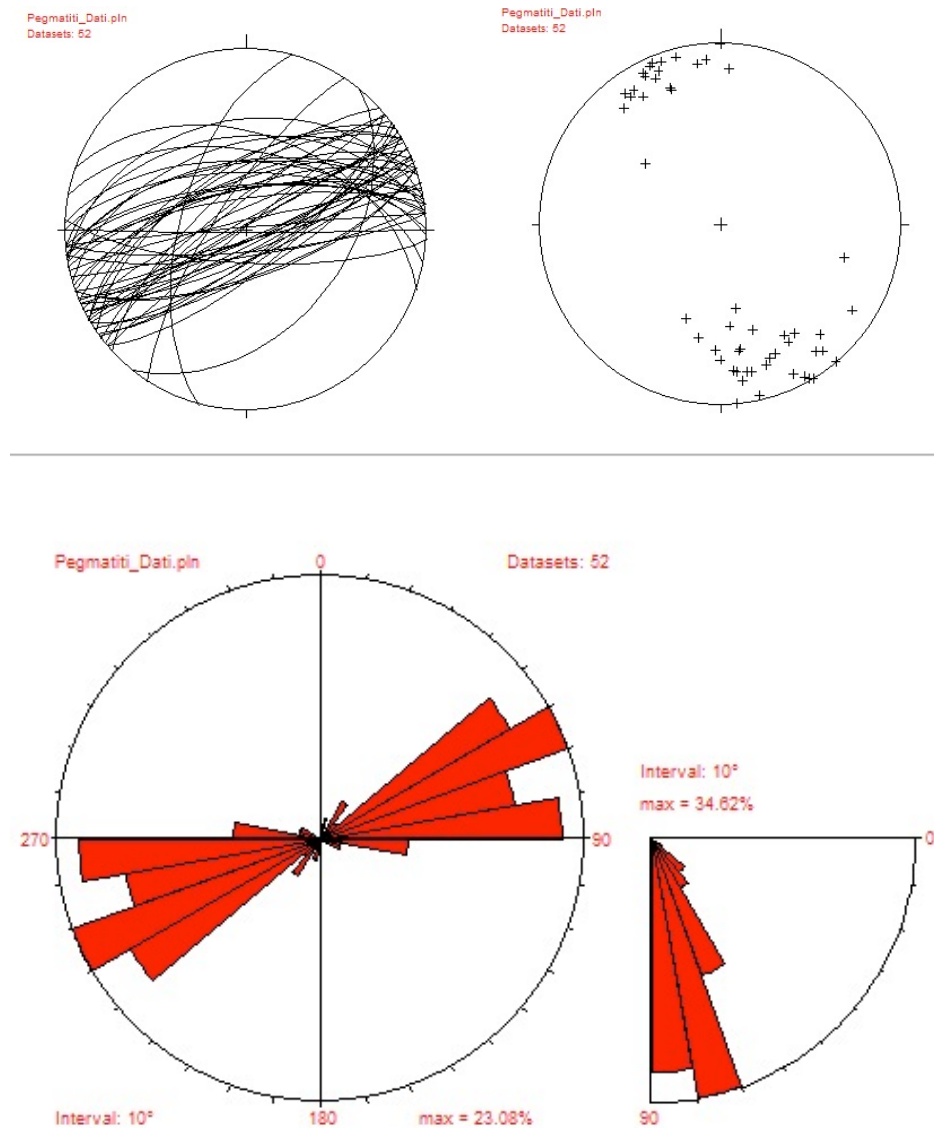 Pegmatiti_Dati.pln
Datasets: 52
Pegmatiti_Dati.pln
Datasets: 52
Pegmatiti_Dati.pln
0
Datasets: 52
270
90
Interval: 10°
180
max = 23.08%
Interval: 10°
max = 34.62%
0
90